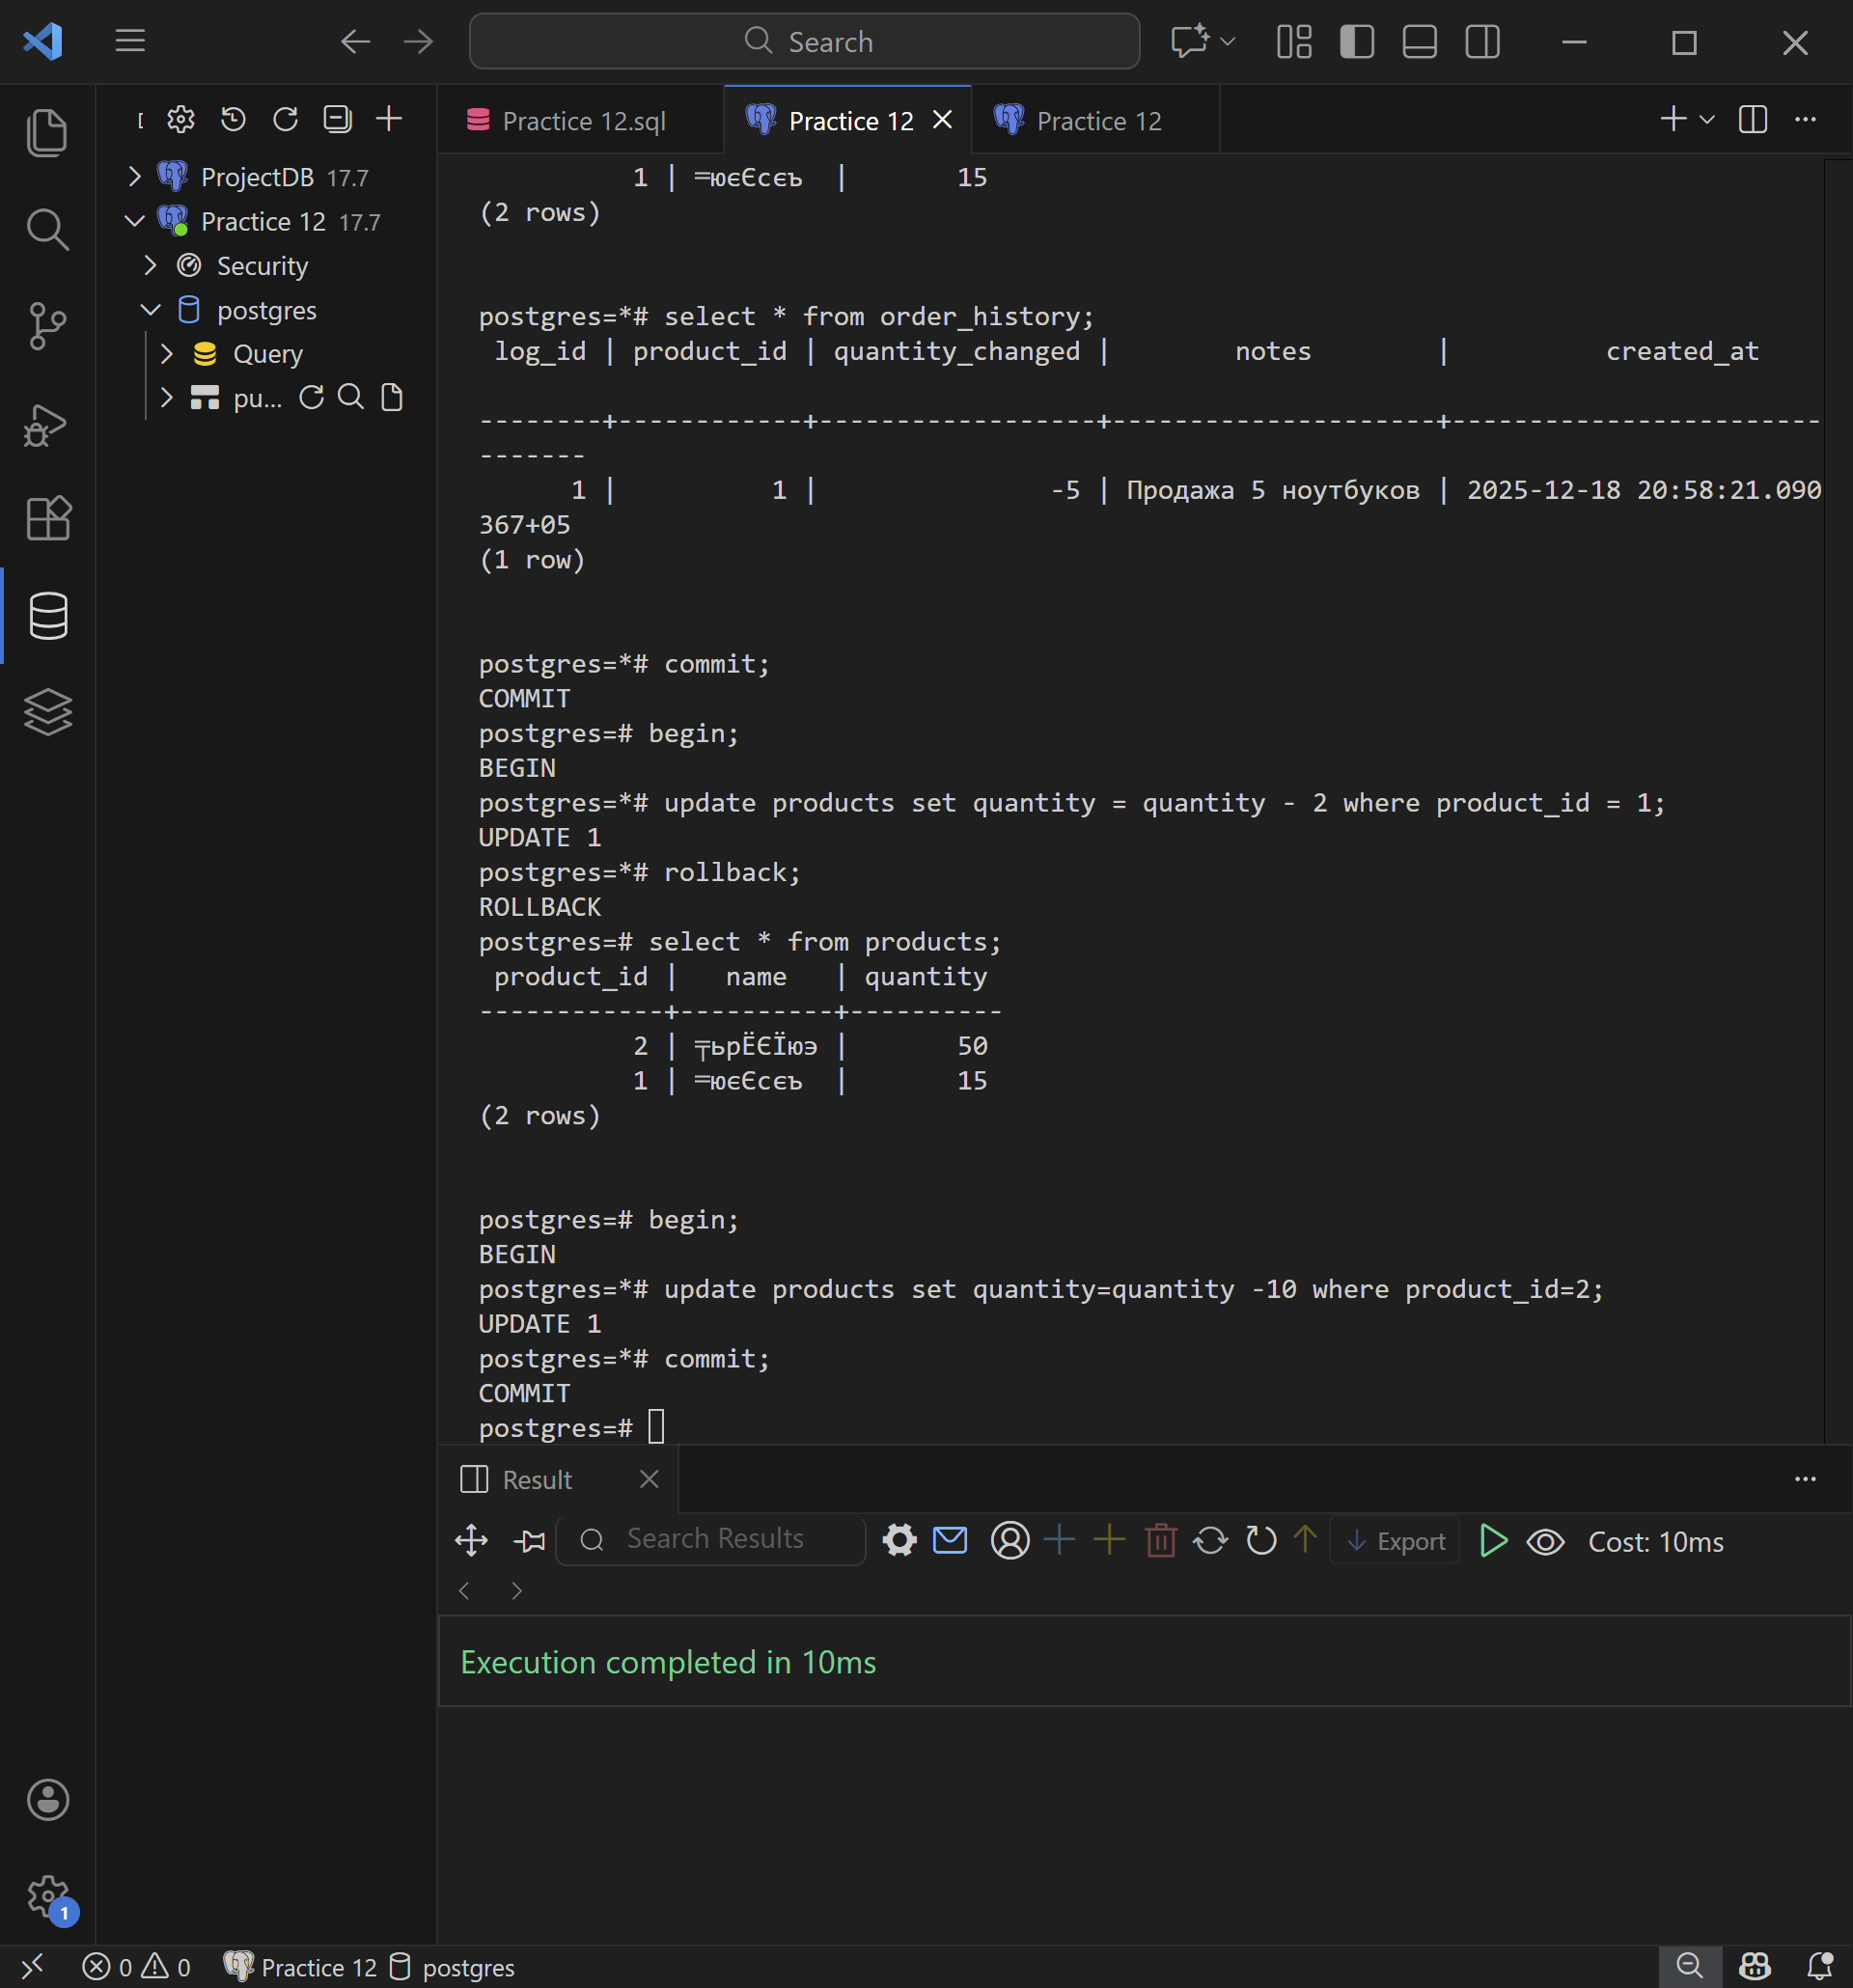 Search
Practice 12.sql
Practice 12
Practice 12
ProjectDB 17.7
Practice 12 17.7
Security
postgres
Query
pu...
1 | ═юєЄсєъ  |       15
(2 rows)
postgres=*# select * from order_history;
log_id | product_id | quantity_changed |        notes        |          created_at
--------+------------+------------------+---------------------+------------------------
-------
1 |          1 |               -5 | Продажа 5 ноутбуков | 2025-12-18 20:58:21.090
367+05
(1 row)
postgres=*# commit;
COMMIT
postgres=# begin;
BEGIN
postgres=*# update products set quantity = quantity - 2 where product_id = 1;
UPDATE 1
postgres=*# rollback;
ROLLBACK
postgres=# select * from products;
product_id |   name   | quantity
------------+----------+----------
2 | ╤ьрЁЄЇюэ |       50
1 | ═юєЄсєъ  |       15
(2 rows)
postgres=# begin;
BEGIN
postgres=*# update products set quantity=quantity -10 where product_id=2;
UPDATE 1
postgres=*# commit;
COMMIT
postgres=#
Result
Search Results
Export
Cost: 10ms
Execution completed in 10ms
1
0 0 Practice 12 postgres